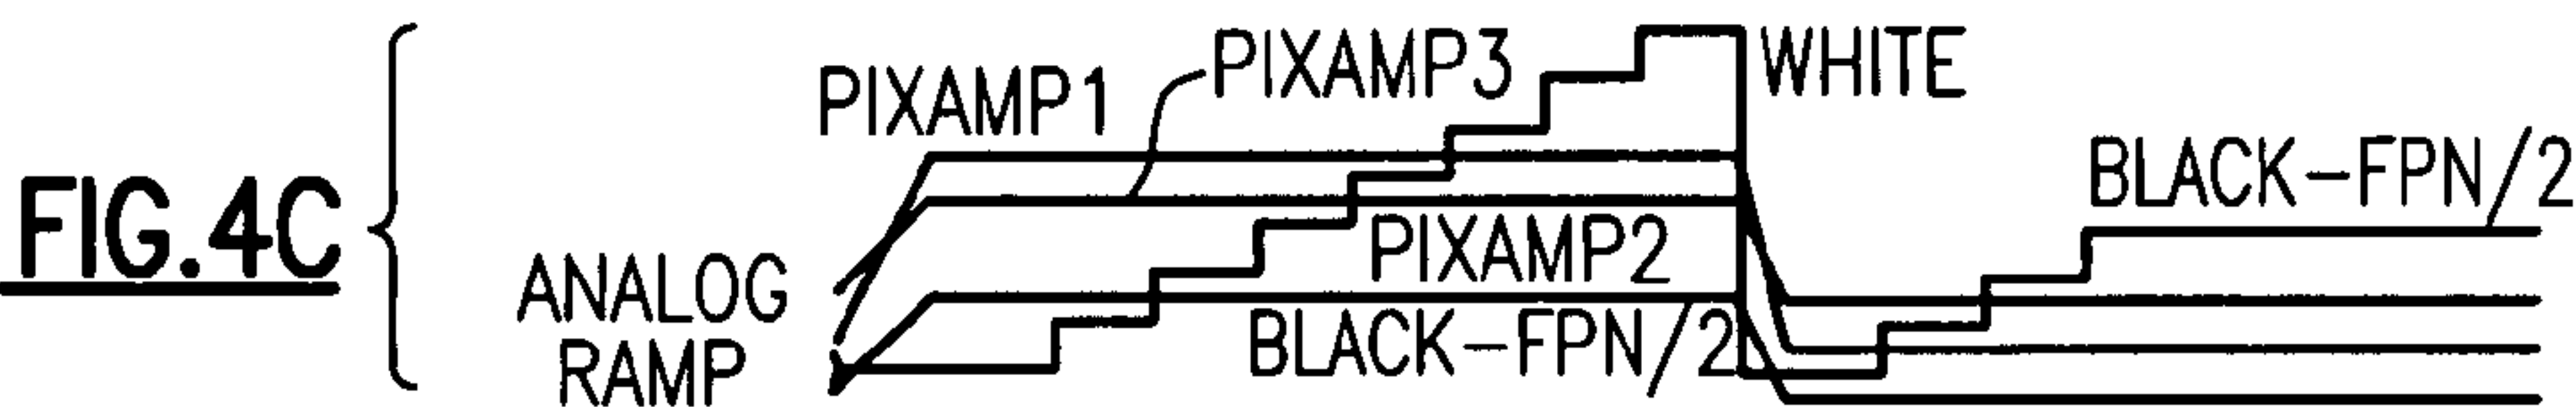 FIG.4C
PIXAMP1
PIXAMP3
WHITE
BLACK-FPN/2
ANALOG
RAMP
PIXAMP2
BLACK-FPN/2